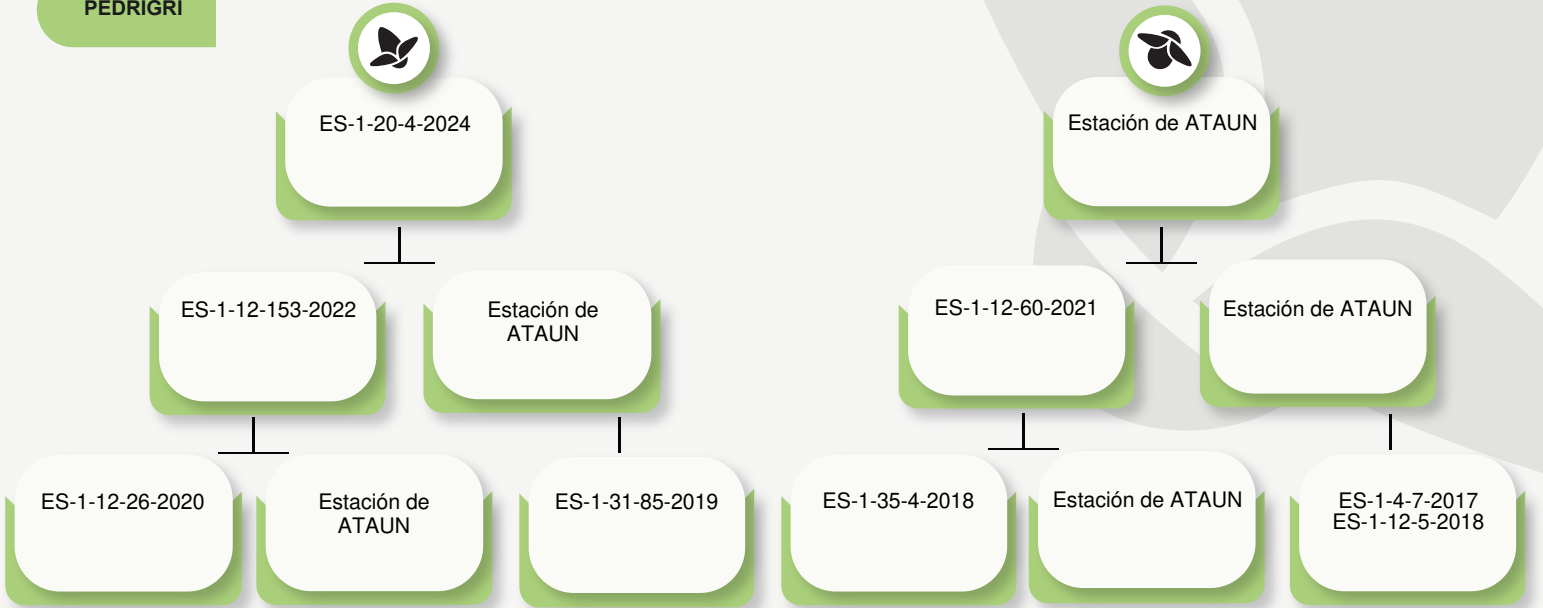 PEDRIGRI
ES-1-20-4-2024
Estación de ATAUN
ES-1-12-153-2022
Estación de
ATAUN
ES-1-12-60-2021
Estación de ATAUN
ES-1-12-26-2020
Estación de
ATAUN
ES-1-31-85-2019
ES-1-35-4-2018
Estación de ATAUN
ES-1-4-7-2017
ES-1-12-5-2018